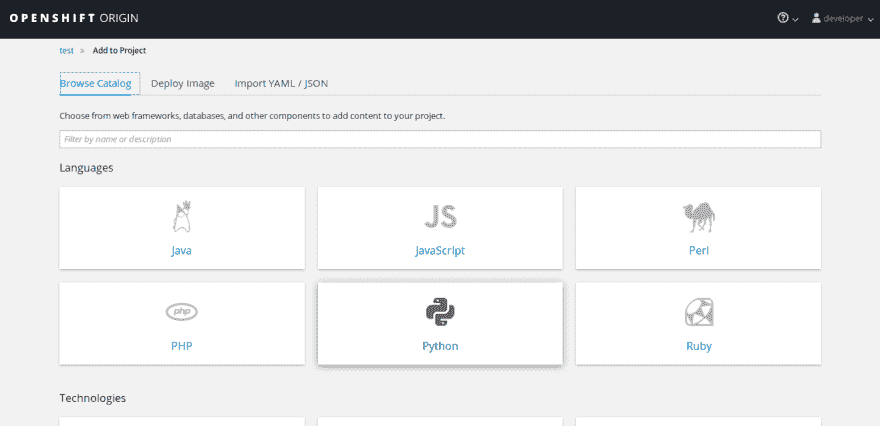 OPENSHIFT ORIGIN
developer
test » Add to Project
Browse Catalog Deploy Image Import YAML / JSON
Choose from web frameworks, databases, and other components to add content to your project.
Filter by name or description
Languages
Java
JS
JavaScript
Perl
php
PHP
Python
Ruby
Technologies